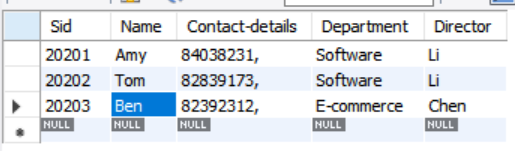 Sid Name Contact-details Department Director
20201 Amy 84038231, Software Li
20202 Tom 82839173, Software Li
20203 Ben 82392312, E-commerce Chen
NULL NULL NULL NULL NULL